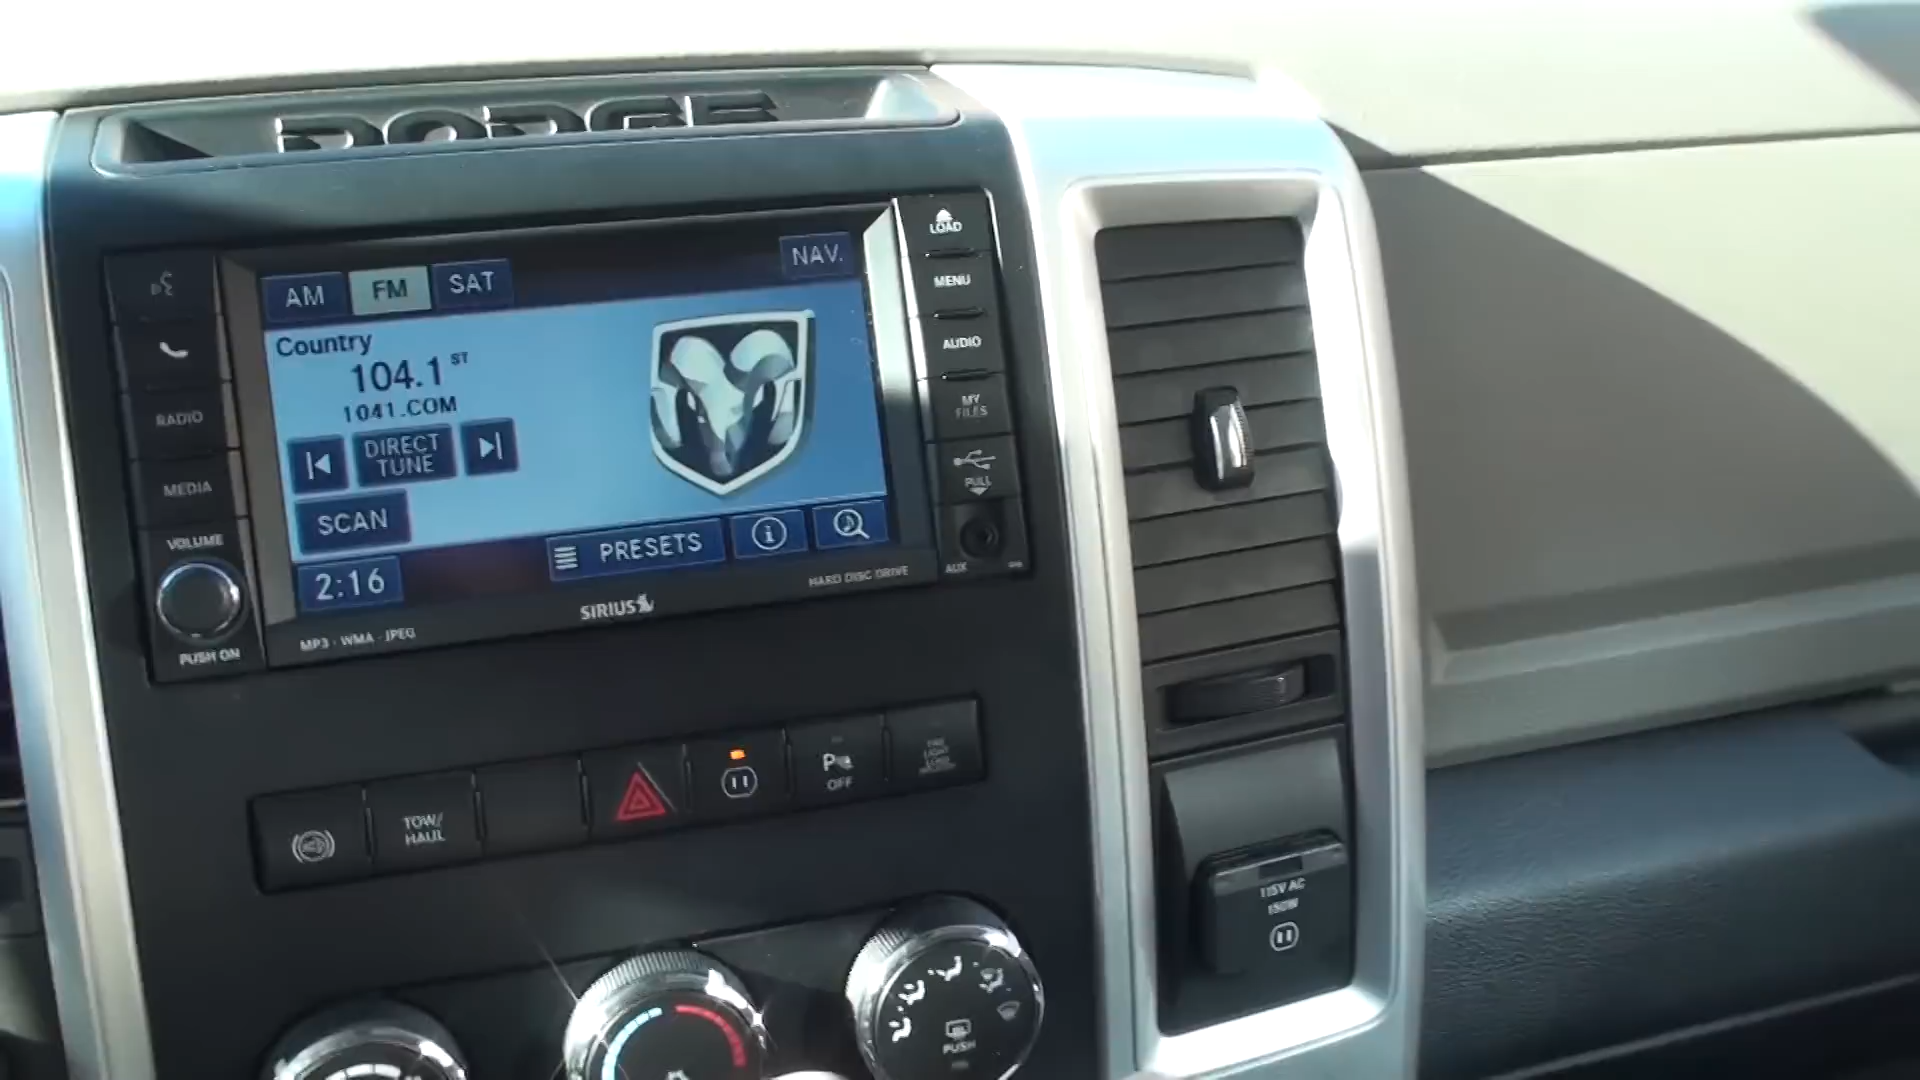 DODGE
LOAD
MENU
AUDIO
MY
FILES
PULL
AUX
AM FM SAT NAV.
Country
104.1 ST
1041.COM
DIRECT
TUNE
SCAN
PRESETS
2:16
HARD DISC DRIVE
SIRIUS
MP3 · WMA · JPEG
RADIO
MEDIA
VOLUME
PUSH ON
TOW/
HAUL
P
OFF
115V AC
150W
PUSH